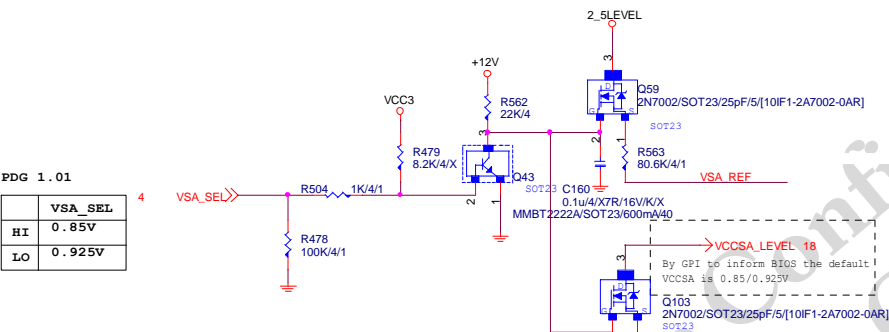 2_5LEVEL
3
+12V
D
Q59
2N7002/SOT23/25pF/5/[10IF1-2A7002-0AR]
G
S
SOT23
VCC3
R562
22K/4
2
1
R479
8.2K/4/X
3
R563
80.6K/4/1
PDG 1.01
VSA_SEL
HI
0.85V
LO
0.925V
4
VSA_SEL
R504
1K/4/1
Q43
SOT23
C160
0.1u/4/X7R/16V/K/X
VSA_REF
2
1
MMBT2222A/SOT23/600mA/40
R478
100K/4/1
3
VCCSA_LEVEL 18
By GPI to inform BIOS the default
VCCSA is 0.85/0.925V
D
Q103
2N7002/SOT23/25pF/5/[10IF1-2A7002-0AR]
G
S
SOT23
Confi